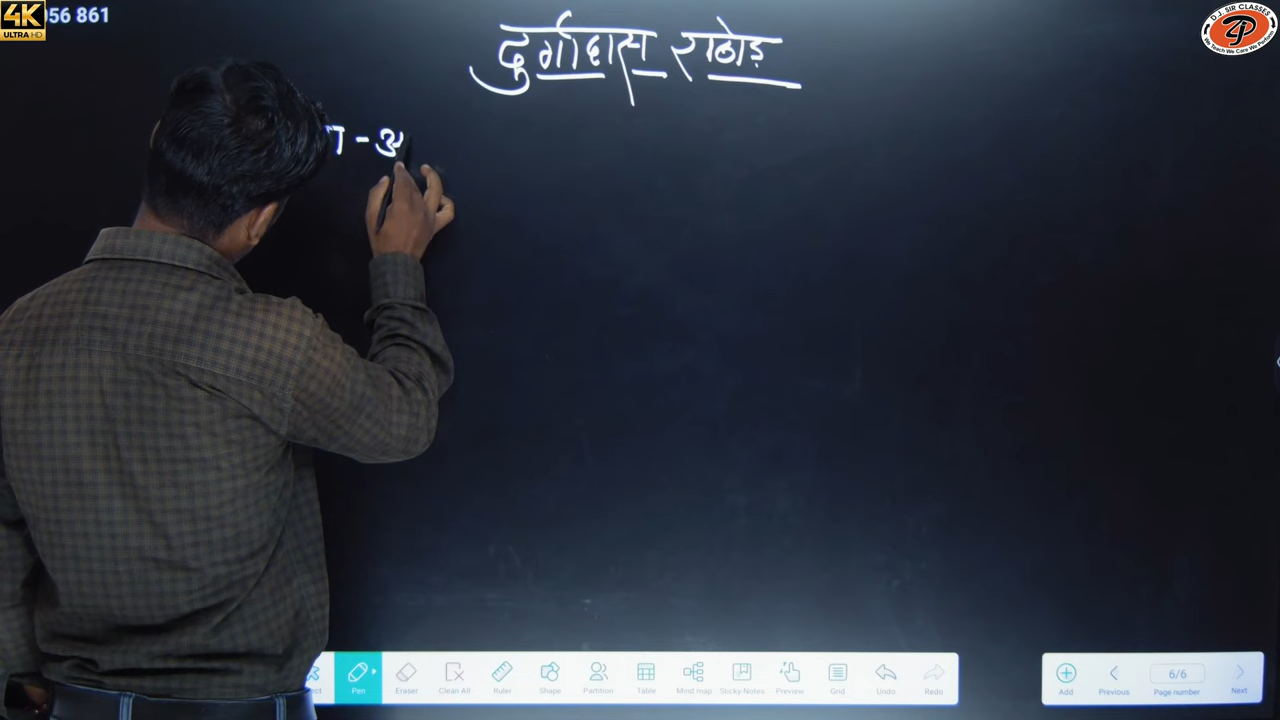 4K
ULTRA HD
056 861
दुर्गादास राठोड़
D.J. SIR CLASSES
We Teach We Care We Perform
- अ
Pen
Eraser
Clean All
Ruler
Shape
Partition
Table
Mind map
Sticky Notes
Preview
Grid
Undo
Redo
Add
Previous
6/6
Page number
Next